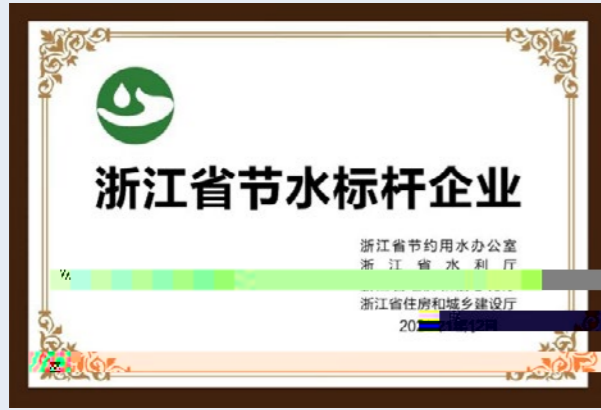 浙江省节水标杆企业
浙江省节约用水办公室
浙江省水利厅
浙江省住房和城乡建设厅